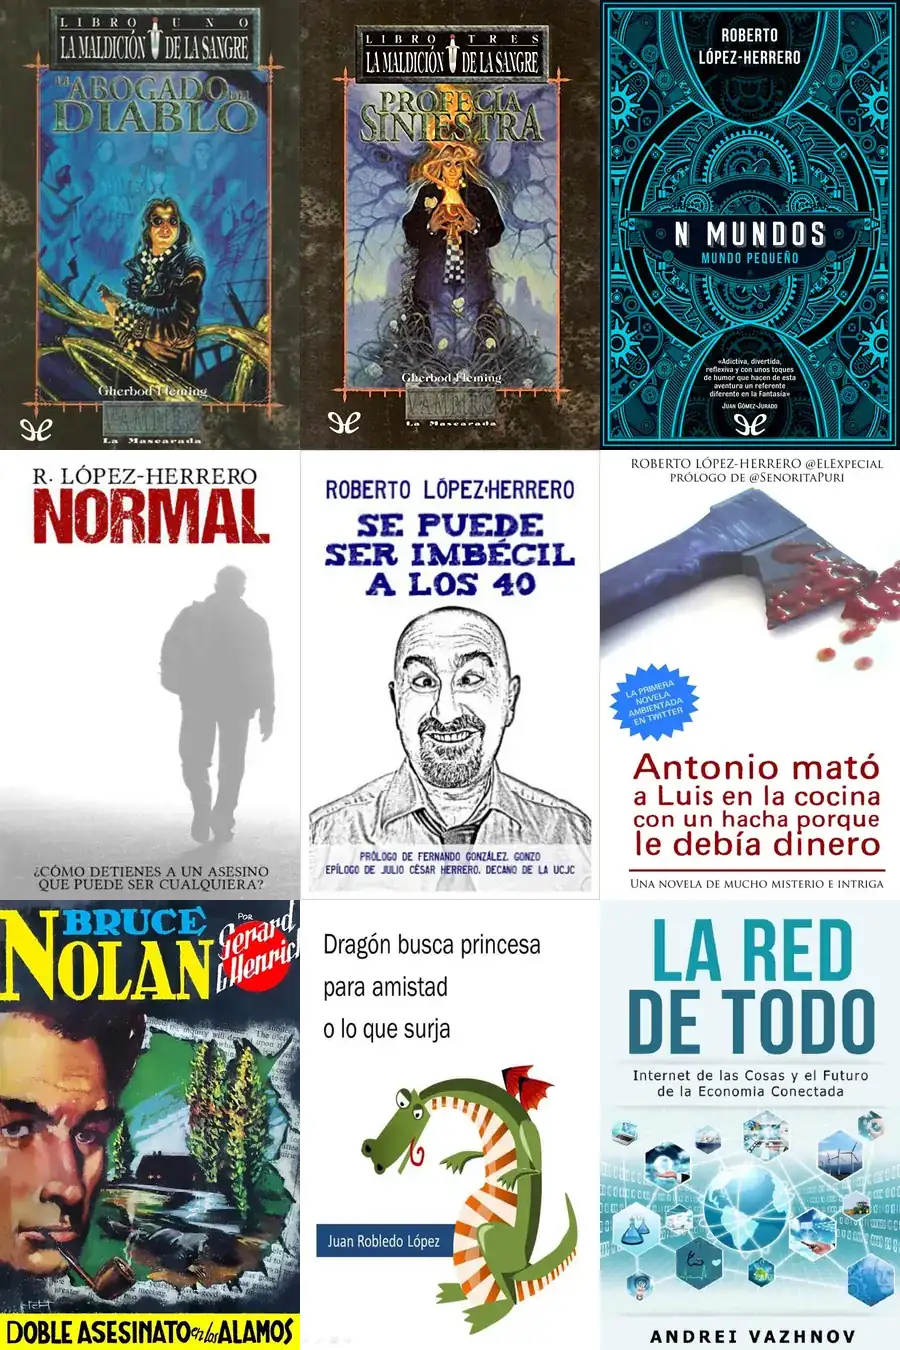 LIBRO UNO
LA MALDICIÓN DE LA SANGRE
EL ABOGADO DEL
DIABLO
Gherbod Fleming
La Mascarada
LIBRO TRES
LA MALDICIÓN DE LA SANGRE
PROFECÍA
SINIESTRA
Gherbod Fleming
La Mascarada
ROBERTO
LÓPEZ-HERRERO
N MUNDOS
MUNDO PEQUEÑO
«Adictiva, divertida,
reflexiva y con unos toques
de humor que hacen de esta
aventura un referente
diferente en la Fantasía»
JUAN GÓMEZ-JURADO
R. LÓPEZ-HERRERO
NORMAL
¿CÓMO DETIENES A UN ASESINO
QUE PUEDE SER CUALQUIERA?
ROBERTO LÓPEZ-HERRERO
SE PUEDE
SER IMBÉCIL
A LOS 40
PRÓLOGO DE FERNANDO GONZÁLEZ, GONZO
EPÍLOGO DE JULIO CÉSAR HERRERO, DECANO DE LA UCJC
ROBERTO LÓPEZ-HERRERO @ELEXPECIAL
PRÓLOGO DE @SENORITAPURI
LA PRIMERA
NOVELA
AMBIENTADA
EN TWITTER
Antonio mató
a Luis en la cocina
con un hacha porque
le debía dinero
UNA NOVELA DE MUCHO MISTERIO E INTRIGA
BRUCE
NOLAN
POR
Gerard
L'Henrich
DOBLE ASESINATO en los ALAMOS
Dragón busca princesa
para amistad
o lo que surja
Juan Robledo López
LA RED
DE TODO
Internet de las Cosas y el Futuro
de la Economia Conectada
ANDREI VAZHNOV